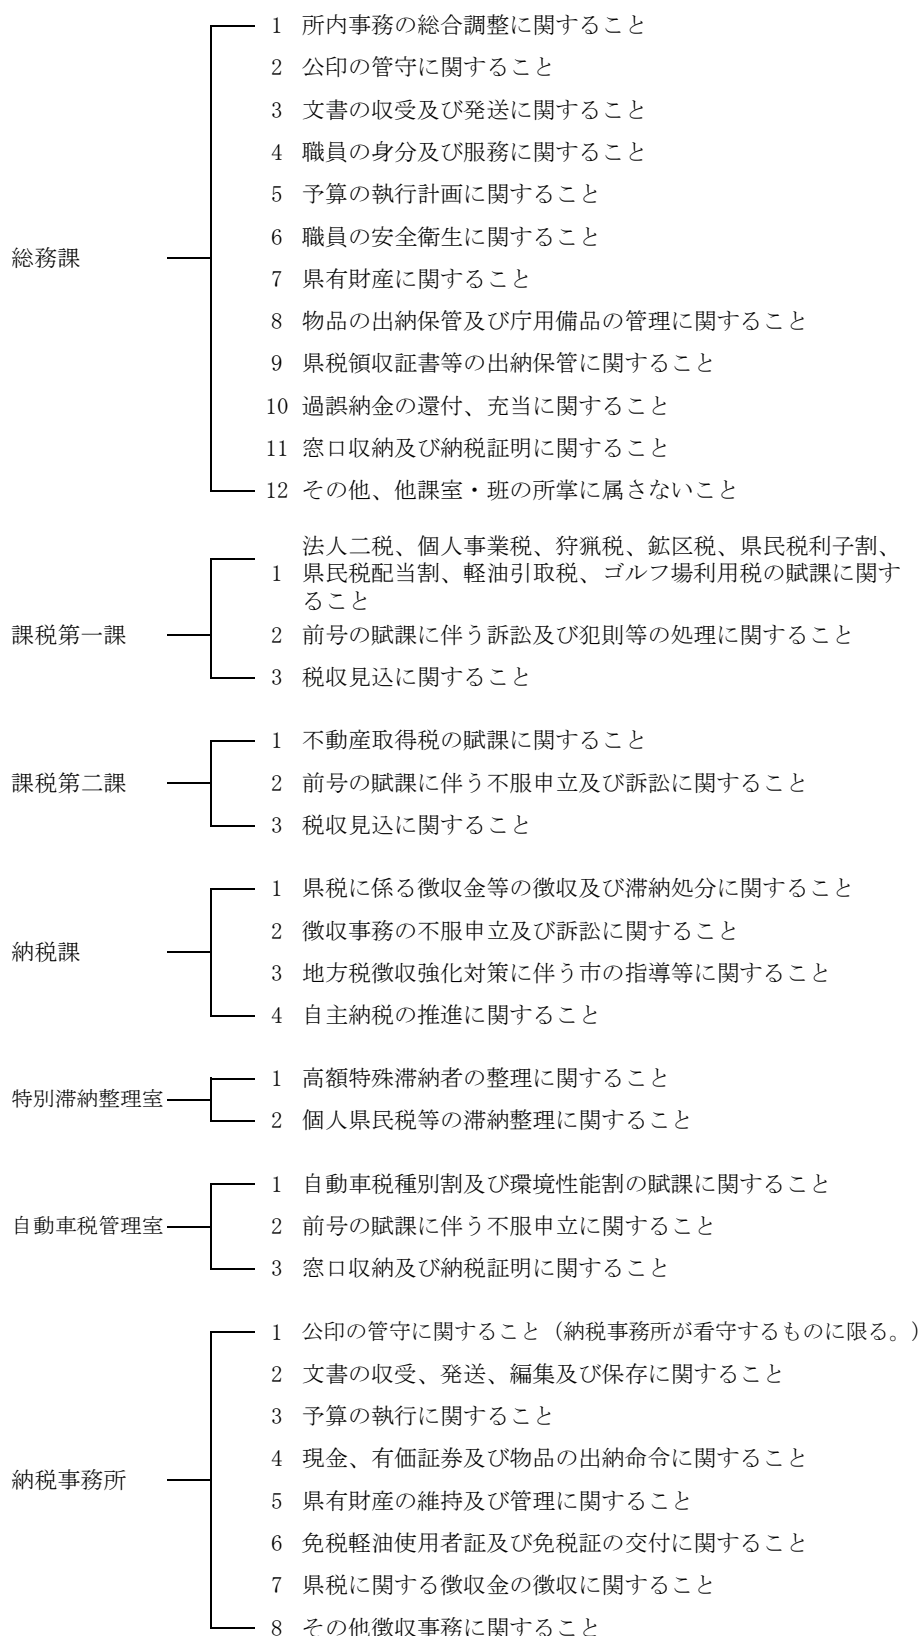 総務課
1 所内事務の総合調整に関すること
2 公印の管守に関すること
3 文書の収受及び発送に関すること
4 職員の身分及び服務に関すること
5 予算の執行計画に関すること
6 職員の安全衛生に関すること
7 県有財産に関すること
8 物品の出納保管及び庁用備品の管理に関すること
9 県税領収証書等の出納保管に関すること
10 過誤納金の還付、充当に関すること
11 窓口収納及び納税証明に関すること
12 その他、他課室・班の所掌に属さないこと
課税第一課
1 法人二税、個人事業税、狩猟税、鉱区税、県民税利子割、
県民税配当割、軽油引取税、ゴルフ場利用税の賦課に関す
ること
2 前号の賦課に伴う訴訟及び犯則等の処理に関すること
3 税収見込に関すること
課税第二課
1 不動産取得税の賦課に関すること
2 前号の賦課に伴う不服申立及び訴訟に関すること
3 税収見込に関すること
納税課
1 県税に係る徴収金等の徴収及び滞納処分に関すること
2 徴収事務の不服申立及び訴訟に関すること
3 地方税徴収強化対策に伴う市の指導等に関すること
4 自主納税の推進に関すること
特別滞納整理室
1 高額特殊滞納者の整理に関すること
2 個人県民税等の滞納整理に関すること
自動車税管理室
1 自動車税種別割及び環境性能割の賦課に関すること
2 前号の賦課に伴う不服申立に関すること
3 窓口収納及び納税証明に関すること
納税事務所
1 公印の管守に関すること（納税事務所が看守するものに限る。）
2 文書の収受、発送、編集及び保存に関すること
3 予算の執行に関すること
4 現金、有価証券及び物品の出納命令に関すること
5 県有財産の維持及び管理に関すること
6 免税軽油使用者証及び免税証の交付に関すること
7 県税に関する徴収金の徴収に関すること
8 その他徴収事務に関すること